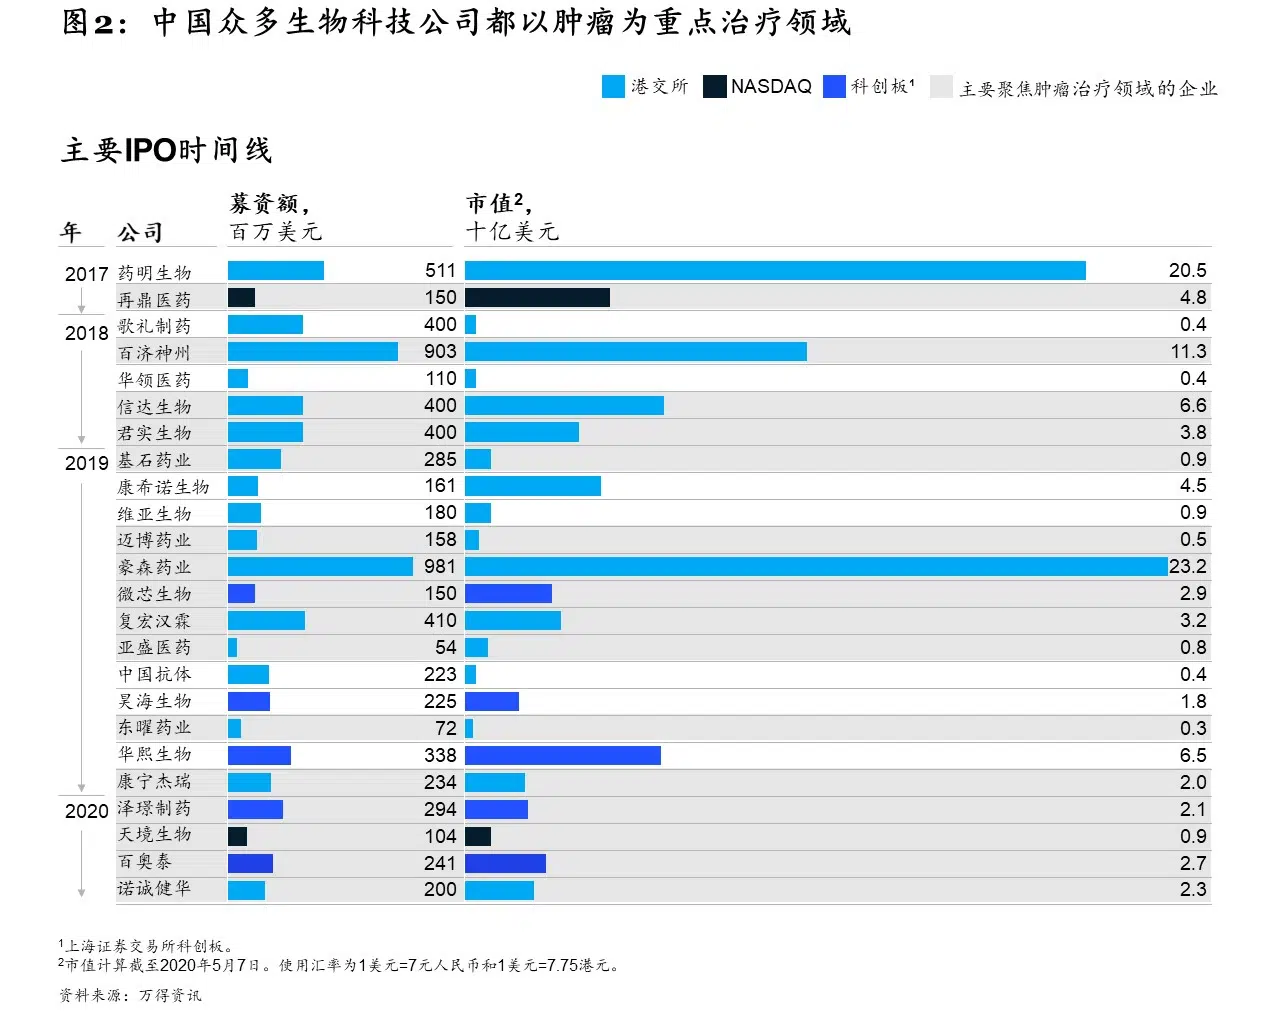 图2：中国众多生物科技公司都以肿瘤为重点治疗领域
港交所 NASDAQ 科创板¹ 主要聚焦肿瘤治疗领域的企业
主要IPO时间线
年 公司 募资额，百万美元 市值²，十亿美元
2017 药明生物 511 20.5
再鼎医药 150 4.8
2018 歌礼制药 400 0.4
百济神州 903 11.3
华领医药 110 0.4
信达生物 400 6.6
君实生物 400 3.8
2019 基石药业 285 0.9
康希诺生物 161 4.5
维亚生物 180 0.9
迈博药业 158 0.5
豪森药业 981 23.2
微芯生物 150 2.9
复宏汉霖 410 3.2
亚盛医药 54 0.8
中国抗体 223 0.4
昊海生物 225 1.8
东曜药业 72 0.3
华熙生物 338 6.5
康宁杰瑞 234 2.0
2020 泽璟制药 294 2.1
天境生物 104 0.9
百奥泰 241 2.7
诺诚健华 200 2.3
¹上海证券交易所科创板。
²市值计算截至2020年5月7日。使用汇率为1美元=7元人民币和1美元=7.75港元。
资料来源：万得资讯